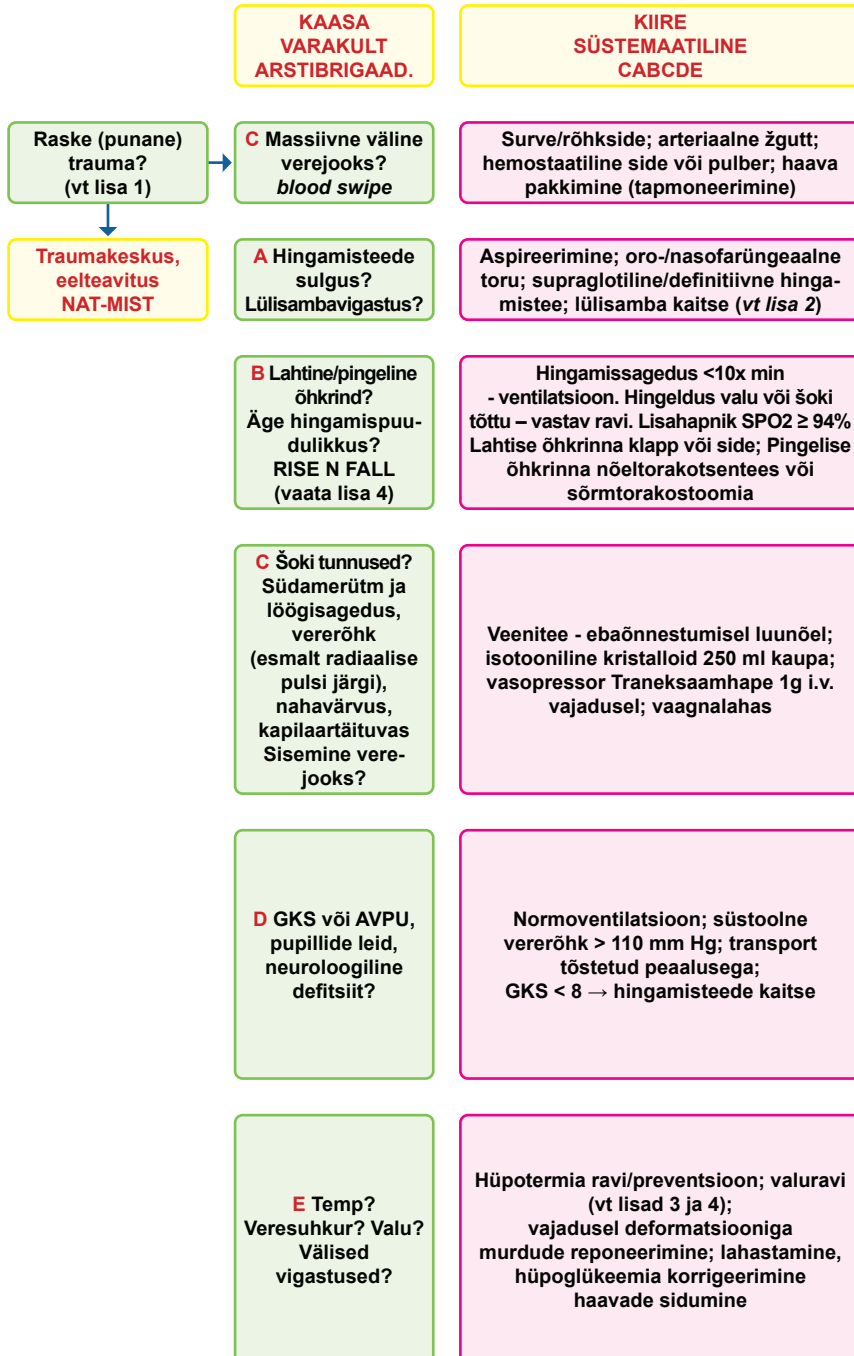 KAASA
VARAKULT
ARSTIBRIGAAD.
KIIRE
SÜSTEMAATILINE
CABCDE
Raske (punane)
trauma?
(vt lisa 1)
C Massiivne väline
verejooks?
blood swipe
Surve/rõhkside; arteriaalne žgutt;
hemostaatiline side või pulber; haava
pakkimine (tapmoneerimine)
Traumakeskus,
eelteavitus
NAT-MIST
A Hingamisteede
sulgus?
Lülisambavigastus?
Aspireerimine; oro-/nasofarüngeaalne
toru; supraglotiline/definitiivne hinga-
mistee; lülisamba kaitse (vt lisa 2)
B Lahtine/pingeline
õhkrind?
Äge hingamispuu-
dulikkus?
RISE N FALL
(vaata lisa 4)
Hingamissagedus <10x min
- ventilatsioon. Hingeldus valu või šoki
tõttu – vastav ravi. Lisahapnik SPO2 ≥ 94%
Lahtise õhkrinna klapp või side; Pingelise
õhkrinna nõeltorakotsentees või
sõrmtorakostoomia
C Šoki tunnused?
Südamerütm ja
löögisagedus,
vererõhk
(esmalt radiaalise
pulsi järgi),
nahavärvus,
kapilaartäituvas
Sisemine vere-
jooks?
Veenitee - ebaõnnestumisel luunõel;
isotooniline kristalloid 250 ml kaupa;
vasopressor Traneksaamhape 1g i.v.
vajadusel; vaagnalahas
D GKS või AVPU,
pupillide leid,
neuroloogiline
defitsiit?
Normoventilatsioon; süstoolne
vererõhk > 110 mm Hg; transport
tõstetud peaalusega;
GKS < 8 → hingamisteede kaitse
E Temp?
Veresuhkur? Valu?
Välised
vigastused?
Hüpotermia ravi/preventsioon; valuravi
(vt lisad 3 ja 4);
vajadusel deformatsiooniga
murdude reponeerimine; lahastamine,
hüpoglükeemia korrigeerimine
haavade sidumine